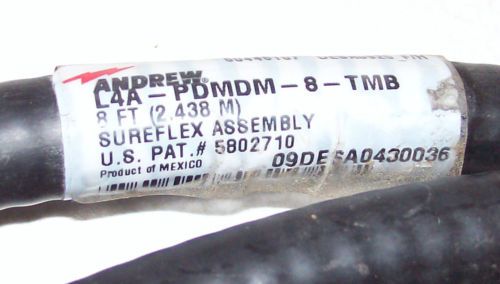 ANDREW.
L4A-PDMDM-8-TMB
8 FT (2.438 M)
SUREFLEX ASSEMBLY
U.S. PAT.# 5802710
Product of MEXICO
09DESA0430036